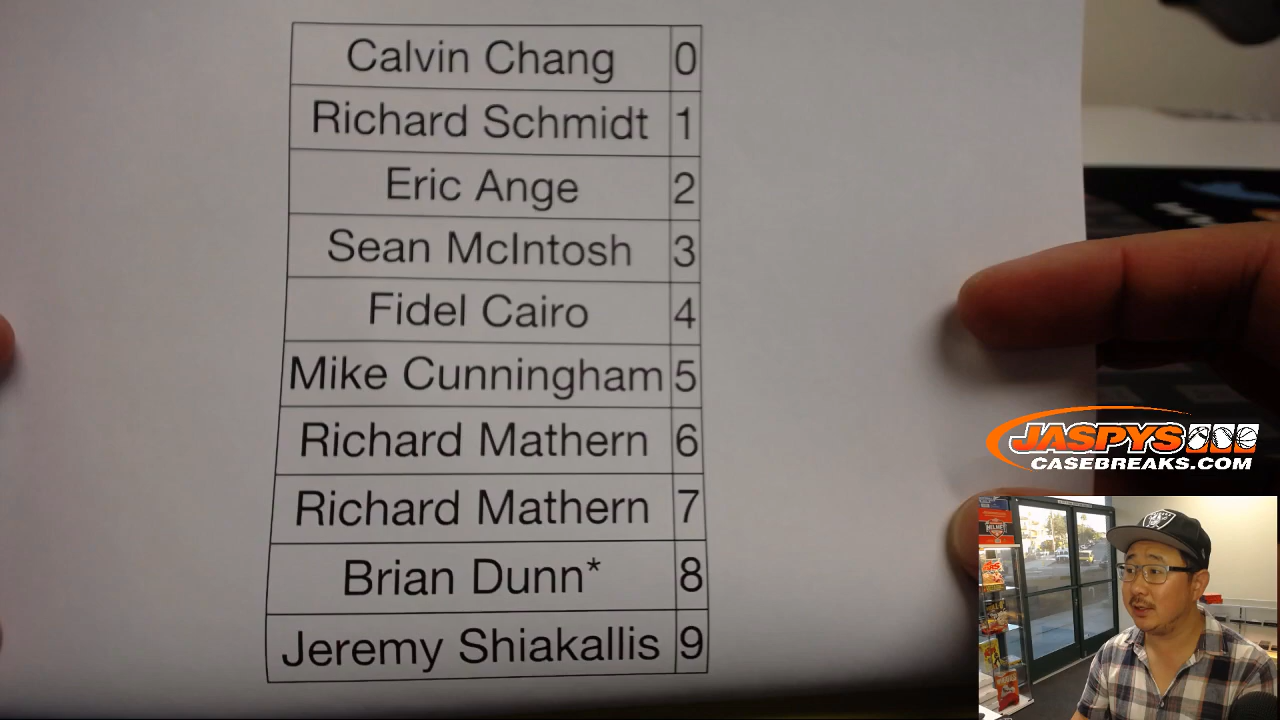 Calvin Chang 0
Richard Schmidt 1
Eric Ange 2
Sean McIntosh 3
Fidel Cairo 4
Mike Cunningham 5
Richard Mathern 6
Richard Mathern 7
Brian Dunn* 8
Jeremy Shiakallis 9
JASPYS
CASEBREAKS.COM